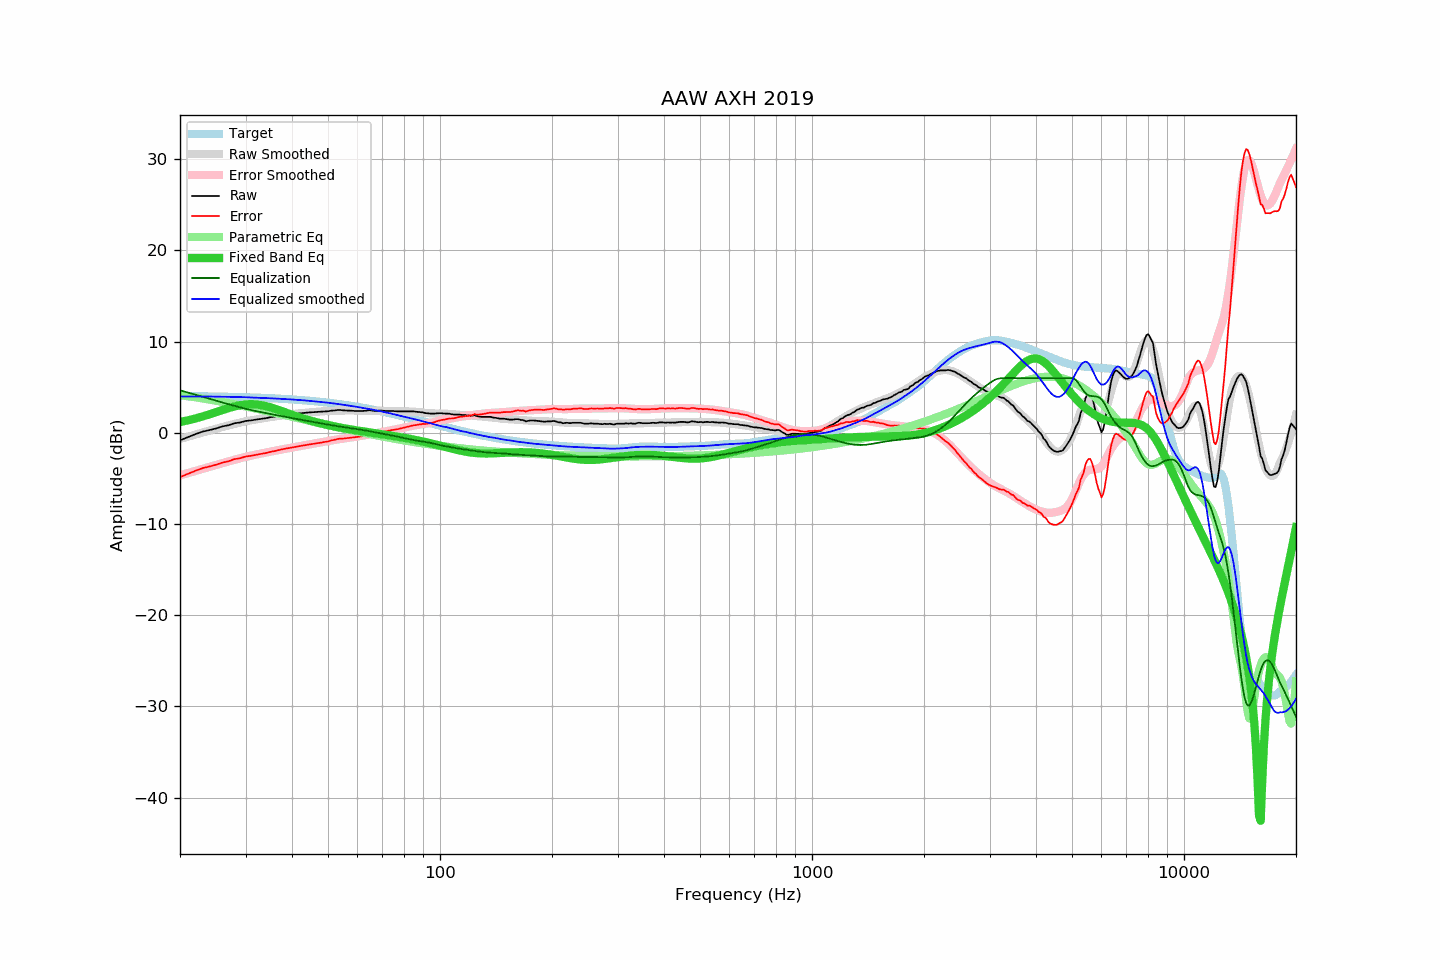 AAW AXH 2019
Target
Raw Smoothed
Error Smoothed
Raw
Error
Parametric Eq
Fixed Band Eq
Equalization
Equalized smoothed
30
20
10
0
−10
−20
−30
−40
Amplitude (dBr)
100
1000
10000
Frequency (Hz)